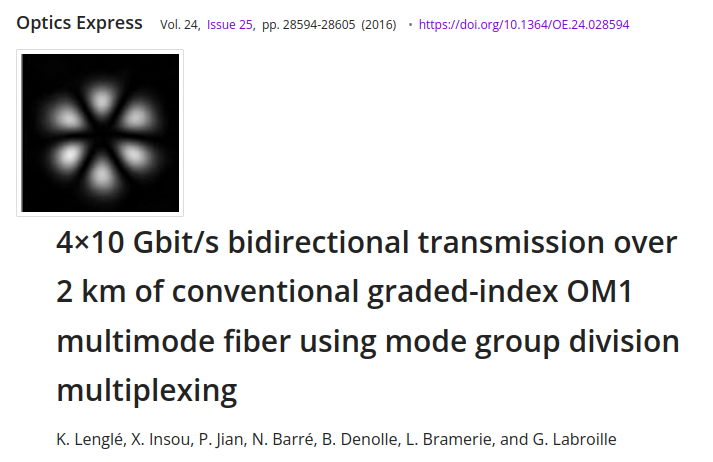 Optics Express Vol. 24, Issue 25, pp. 28594-28605 (2016) • https://doi.org/10.1364/OE.24.028594
4×10 Gbit/s bidirectional transmission over
2 km of conventional graded-index OM1
multimode fiber using mode group division
multiplexing
K. Lenglé, X. Insou, P. Jian, N. Barré, B. Denolle, L. Bramerie, and G. Labroille